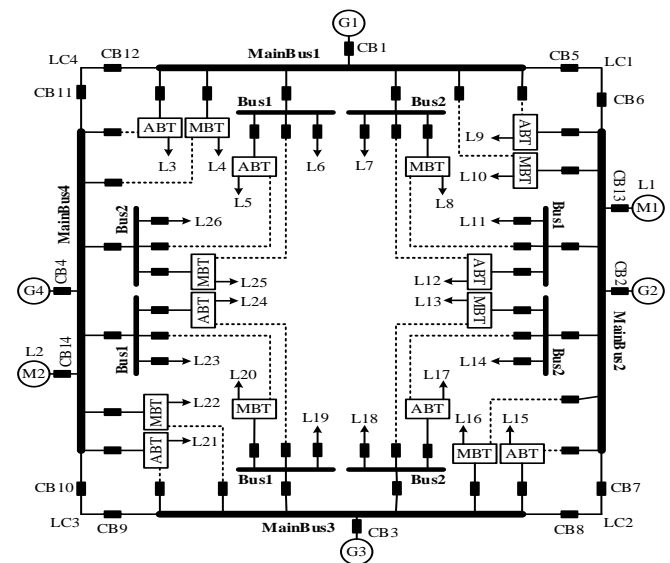 G1
CB1
LC4
CB12
MainBus1
CB5
LC1
CB11
CB6
Bus1
Bus2
ABT
MBT
L3
L4
ABT
L5
L6
L7
MBT
L8
L9
ABT
L10
MBT
MainBus4
Bus2
L26
MBT
L25
L11
Bus1
L12
ABT
CB13
L1
M1
G4
CB4
Bus1
ABT
L24
L23
L13
MBT
L14
Bus2
CB2
G2
MainBus2
L2
M2
CB14
L22
MBT
L21
ABT
L20
MBT
L19
L18
L17
ABT
L16
MBT
L15
ABT
Bus1
Bus2
CB10
CB7
LC3
CB9
MainBus3
CB3
G3
CB8
LC2